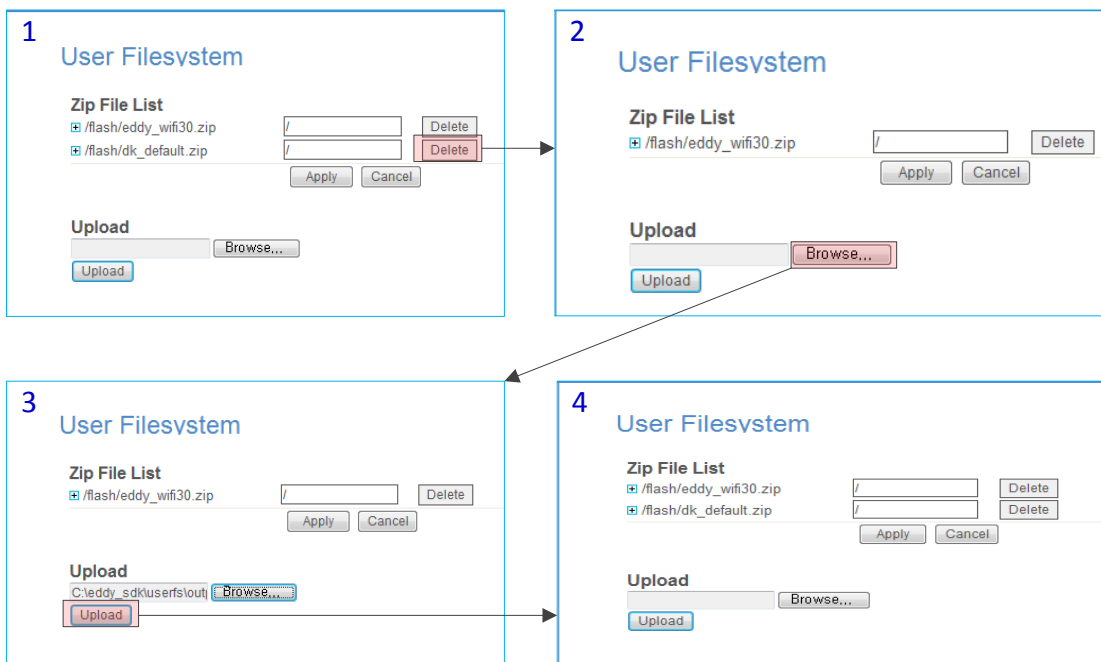 1
User Filesystem
Zip File List
/flash/eddy_wifi30.zip / Delete
/flash/dk_default.zip / Delete
Apply Cancel
Upload
Browse...
Upload
2
User Filesystem
Zip File List
/flash/eddy_wifi30.zip / Delete
Apply Cancel
Upload
Browse...
Upload
3
User Filesystem
Zip File List
/flash/eddy_wifi30.zip / Delete
Apply Cancel
Upload
C:\eddy_sdk\userfs\outp Browse...
Upload
4
User Filesystem
Zip File List
/flash/eddy_wifi30.zip / Delete
/flash/dk_default.zip / Delete
Apply Cancel
Upload
Browse...
Upload